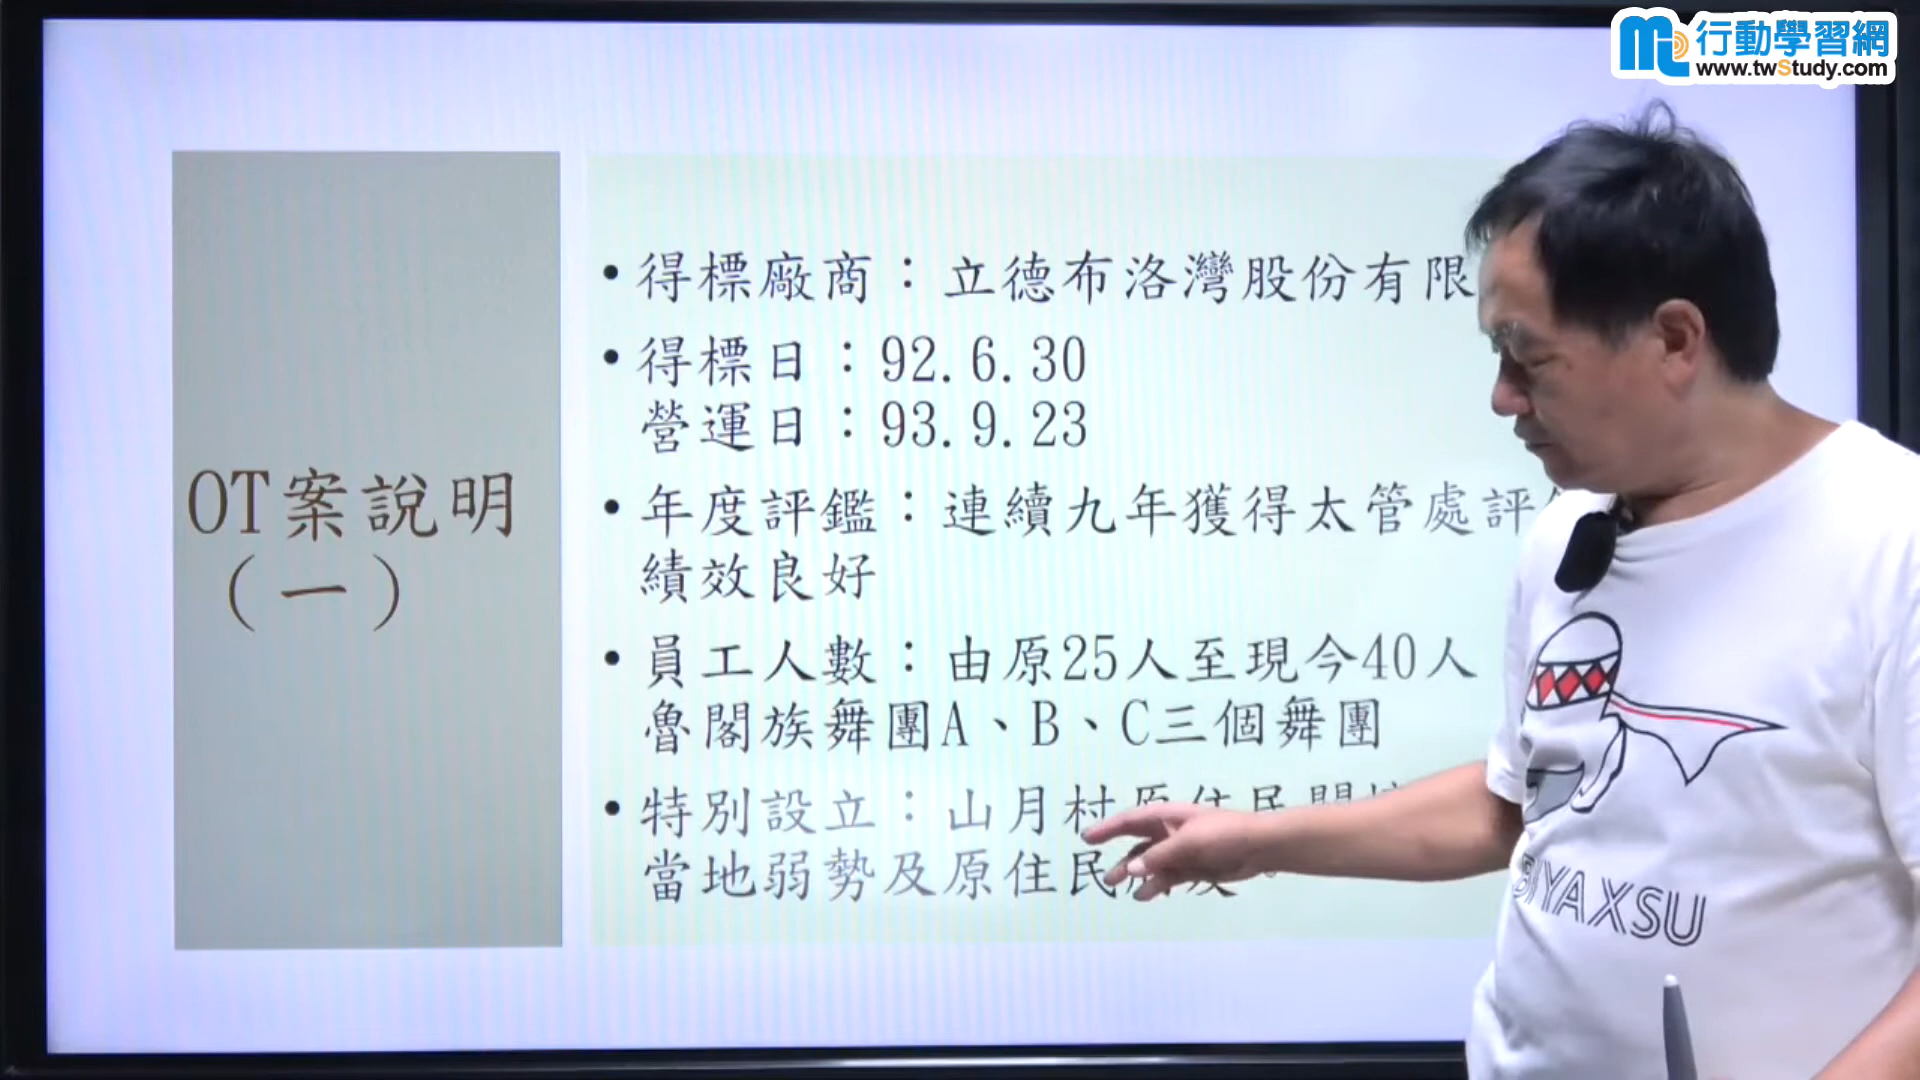 行動學習網
www.twStudy.com
OT案說明
（一）
• 得標廠商：立德布洛灣股份有限
• 得標日：92.6.30
營運日：93.9.23
• 年度評鑑：連續九年獲得太管處評
績效良好
• 員工人數：由原25人至現今40人
魯閣族舞團A、B、C三個舞團
• 特別設立：山月村原住民關
當地弱勢及原住民
BIYAXSU